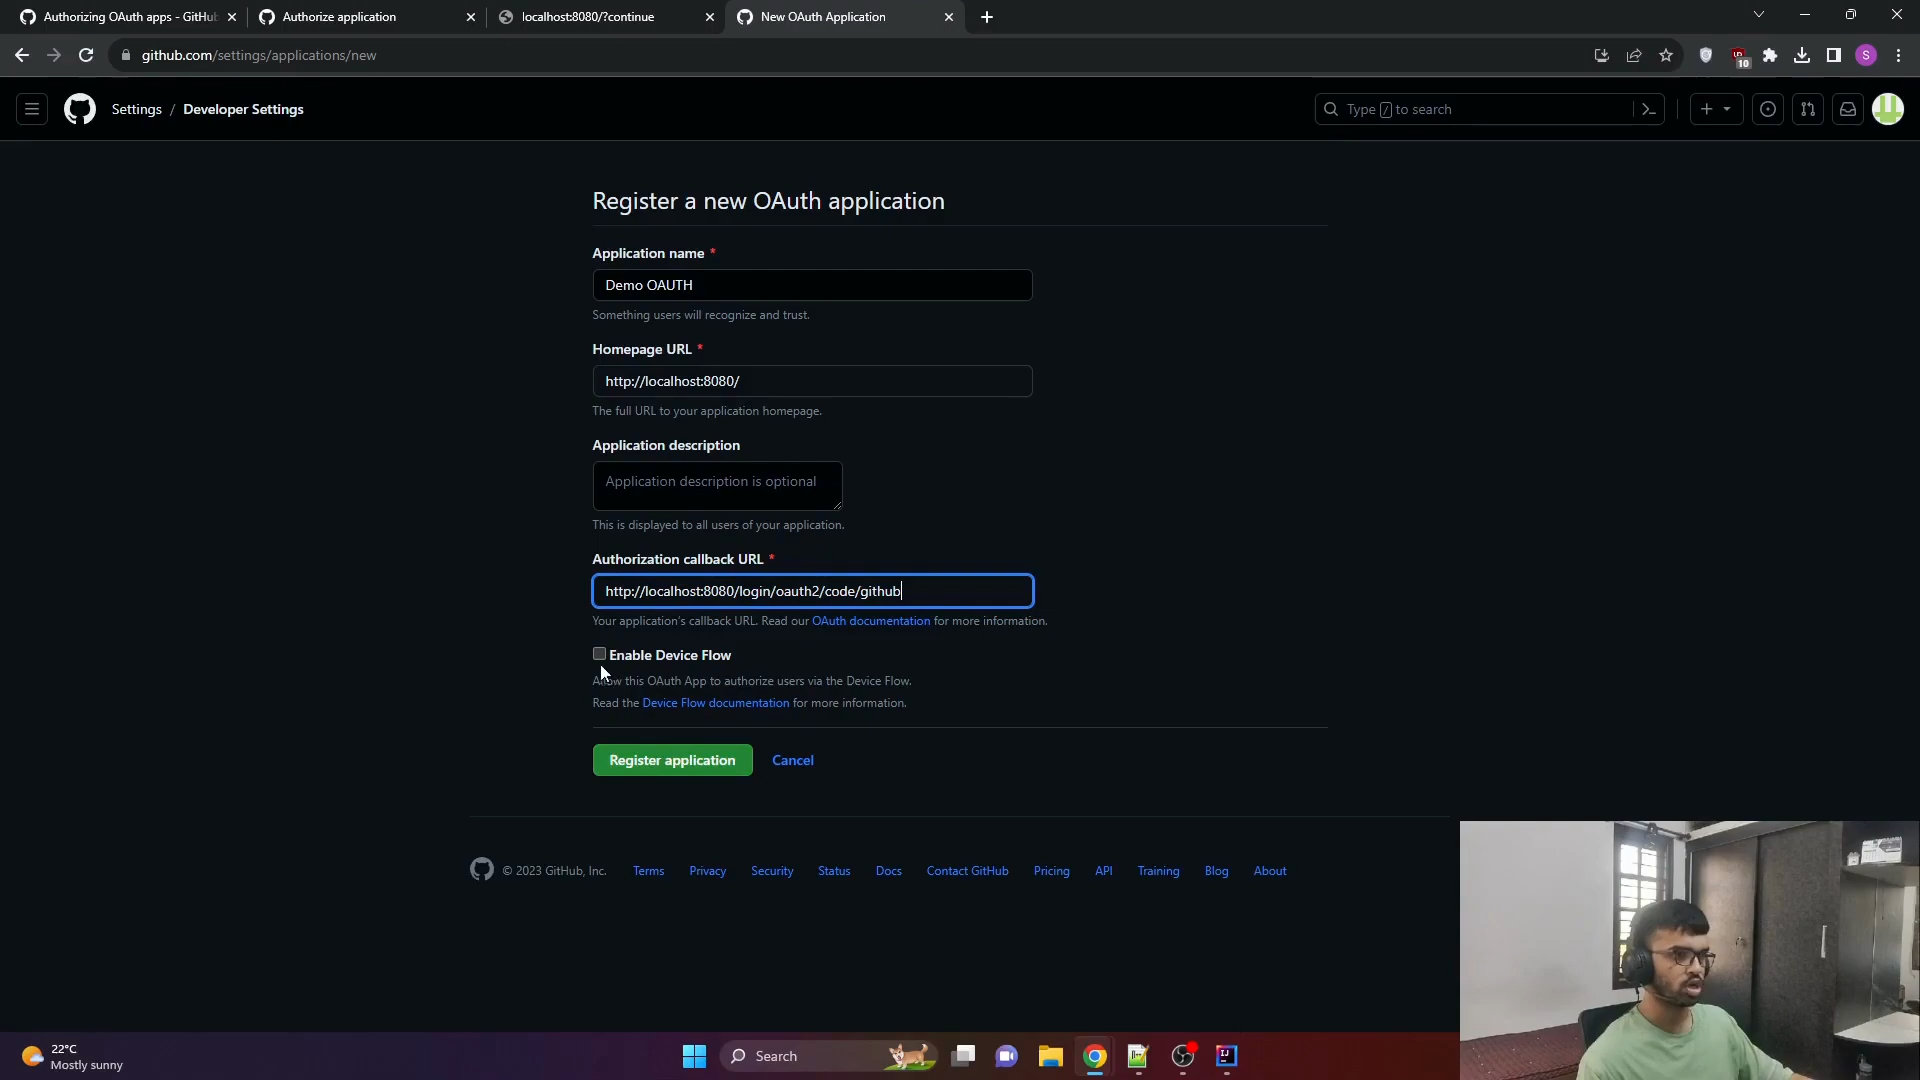 Authorizing OAuth apps - GitHub
Authorize application
localhost:8080/?continue
New OAuth Application
github.com/settings/applications/new
10
S
Settings / Developer Settings
Type / to search
Register a new OAuth application
Application name *
Demo OAUTH
Something users will recognize and trust.
Homepage URL *
http://localhost:8080/
The full URL to your application homepage.
Application description
Application description is optional
This is displayed to all users of your application.
Authorization callback URL *
http://localhost:8080/login/oauth2/code/github
Your application's callback URL. Read our OAuth documentation for more information.
Enable Device Flow
Allow this OAuth App to authorize users via the Device Flow.
Read the Device Flow documentation for more information.
Register application
Cancel
© 2023 GitHub, Inc.
Terms
Privacy
Security
Status
Docs
Contact GitHub
Pricing
API
Training
Blog
About
22°C
Mostly sunny
Search
IJ